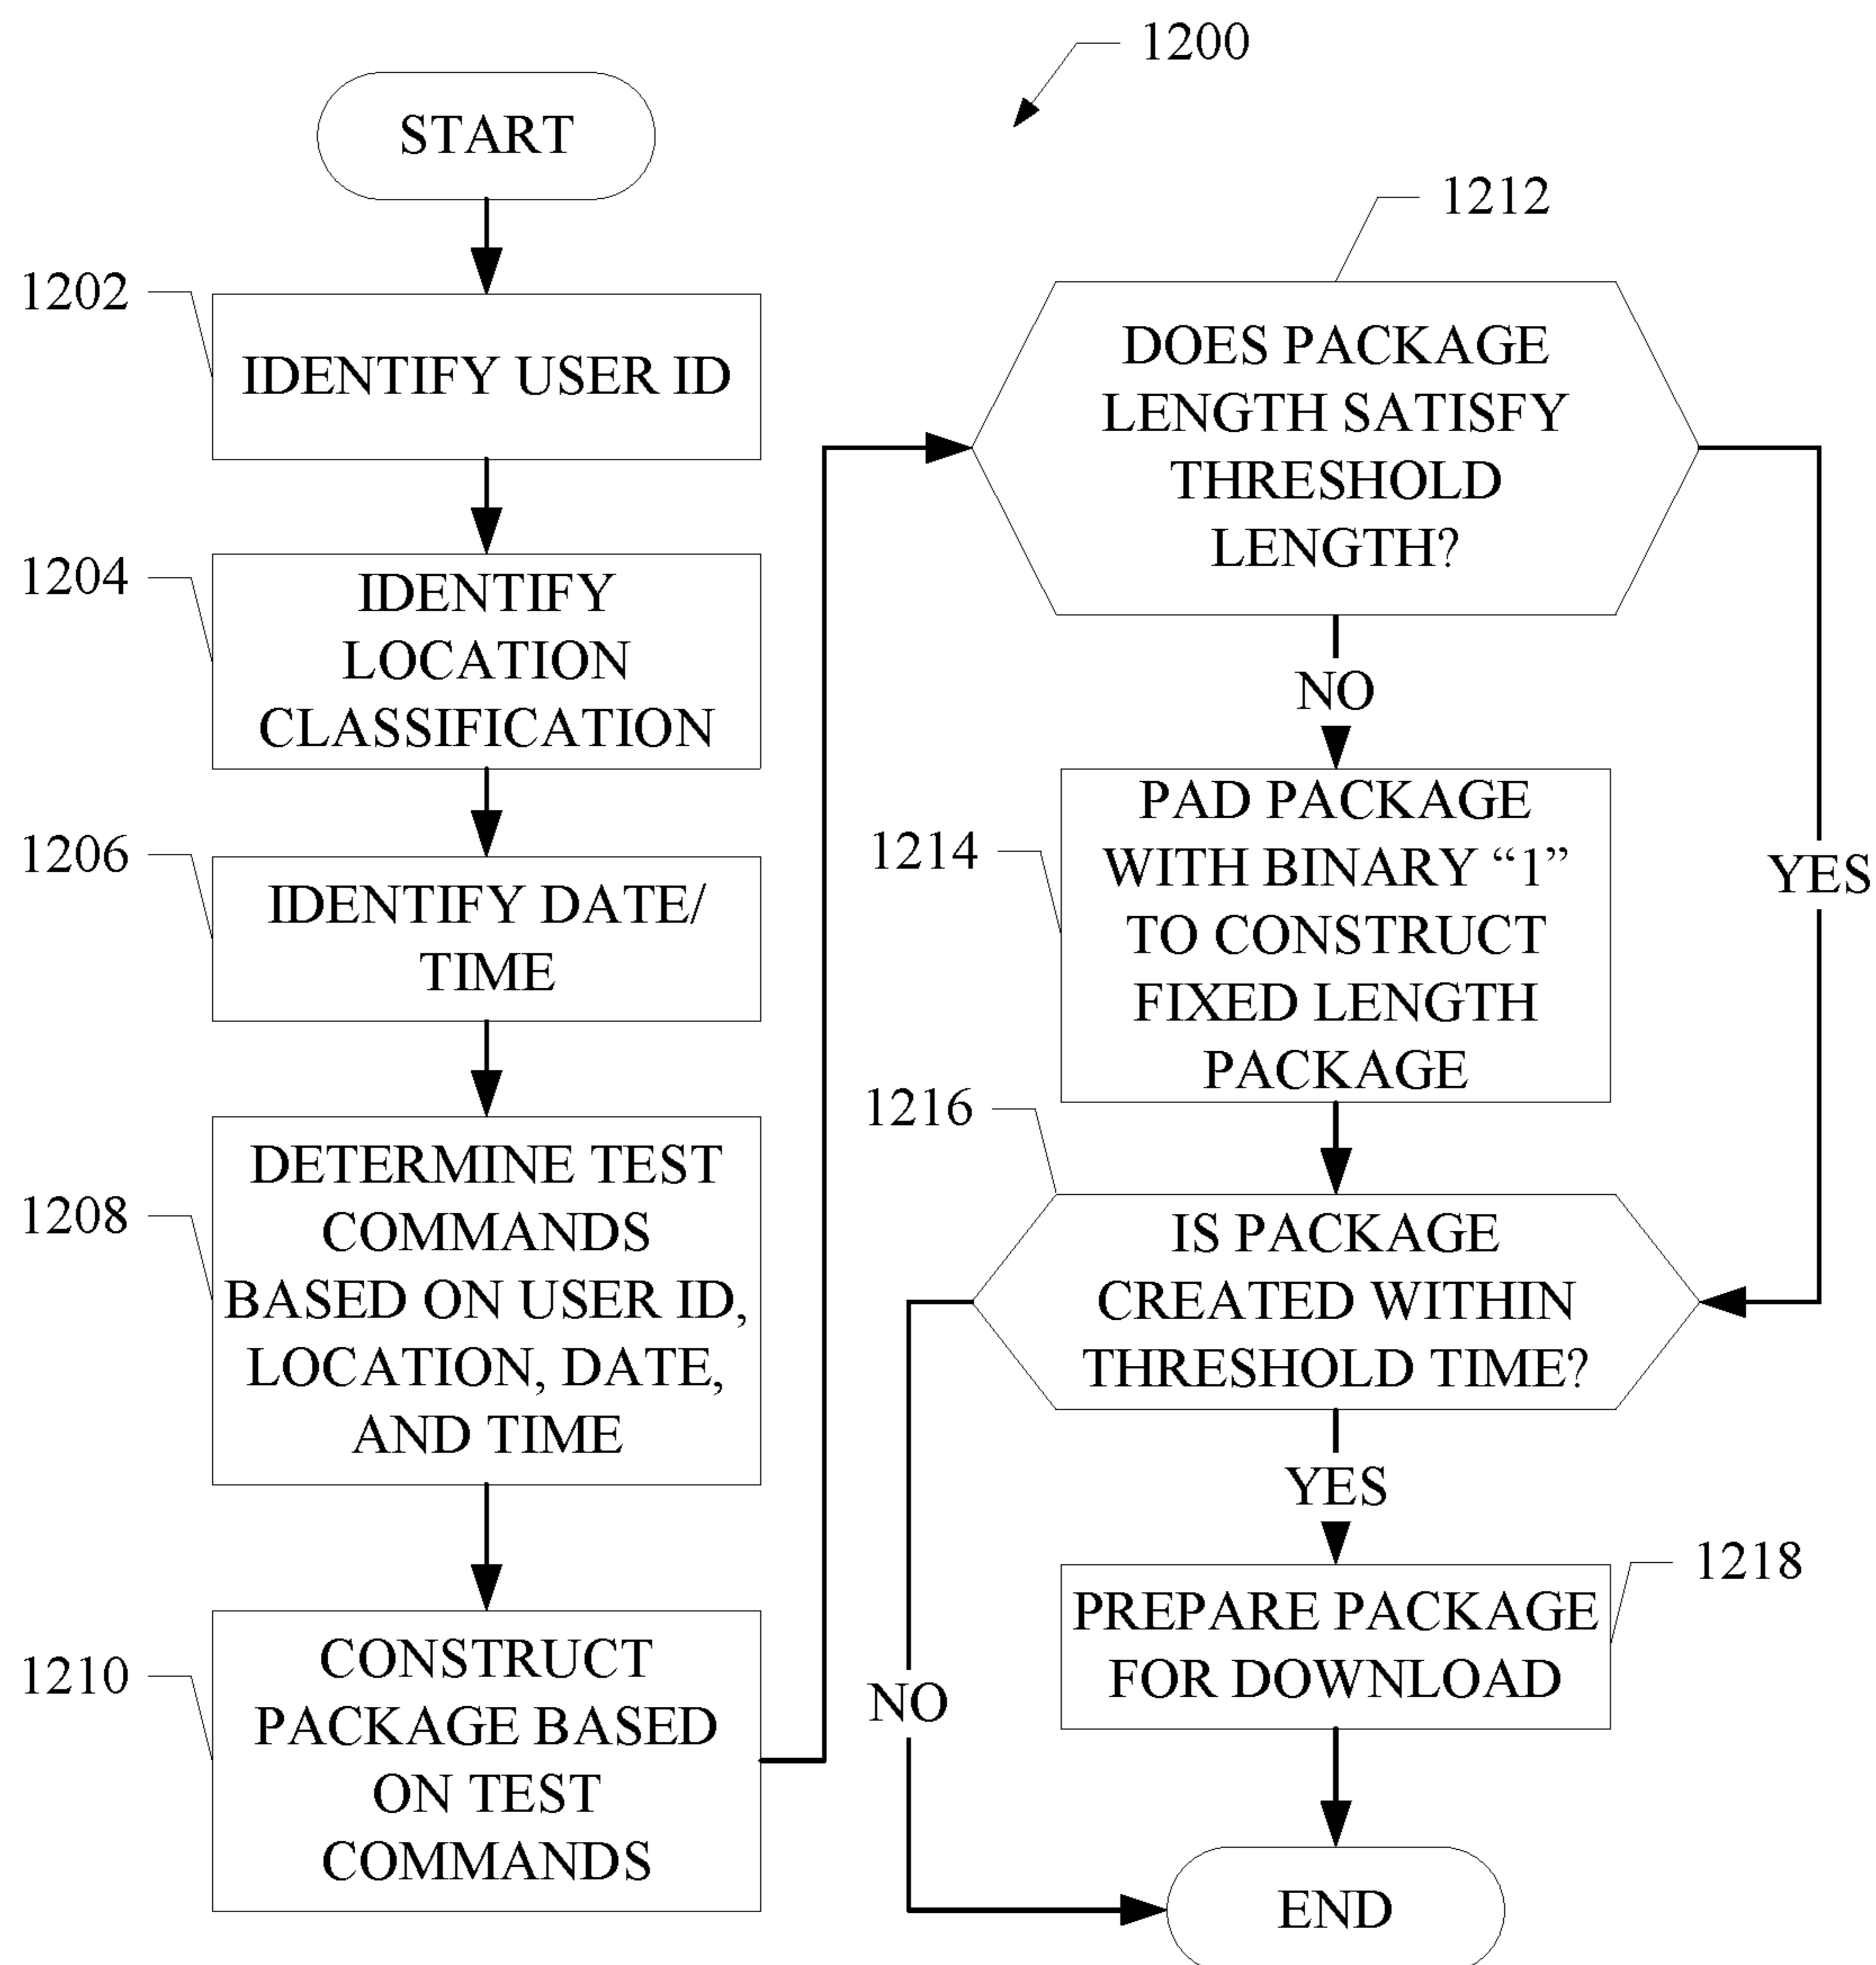 1200
START
1202
IDENTIFY USER ID
1204
IDENTIFY
LOCATION
CLASSIFICATION
1206
IDENTIFY DATE/
TIME
1208
DETERMINE TEST
COMMANDS
BASED ON USER ID,
LOCATION, DATE,
AND TIME
1210
CONSTRUCT
PACKAGE BASED
ON TEST
COMMANDS
1212
DOES PACKAGE
LENGTH SATISFY
THRESHOLD
LENGTH?
NO
YES
1214
PAD PACKAGE
WITH BINARY “1”
TO CONSTRUCT
FIXED LENGTH
PACKAGE
1216
IS PACKAGE
CREATED WITHIN
THRESHOLD TIME?
YES
NO
1218
PREPARE PACKAGE
FOR DOWNLOAD
END